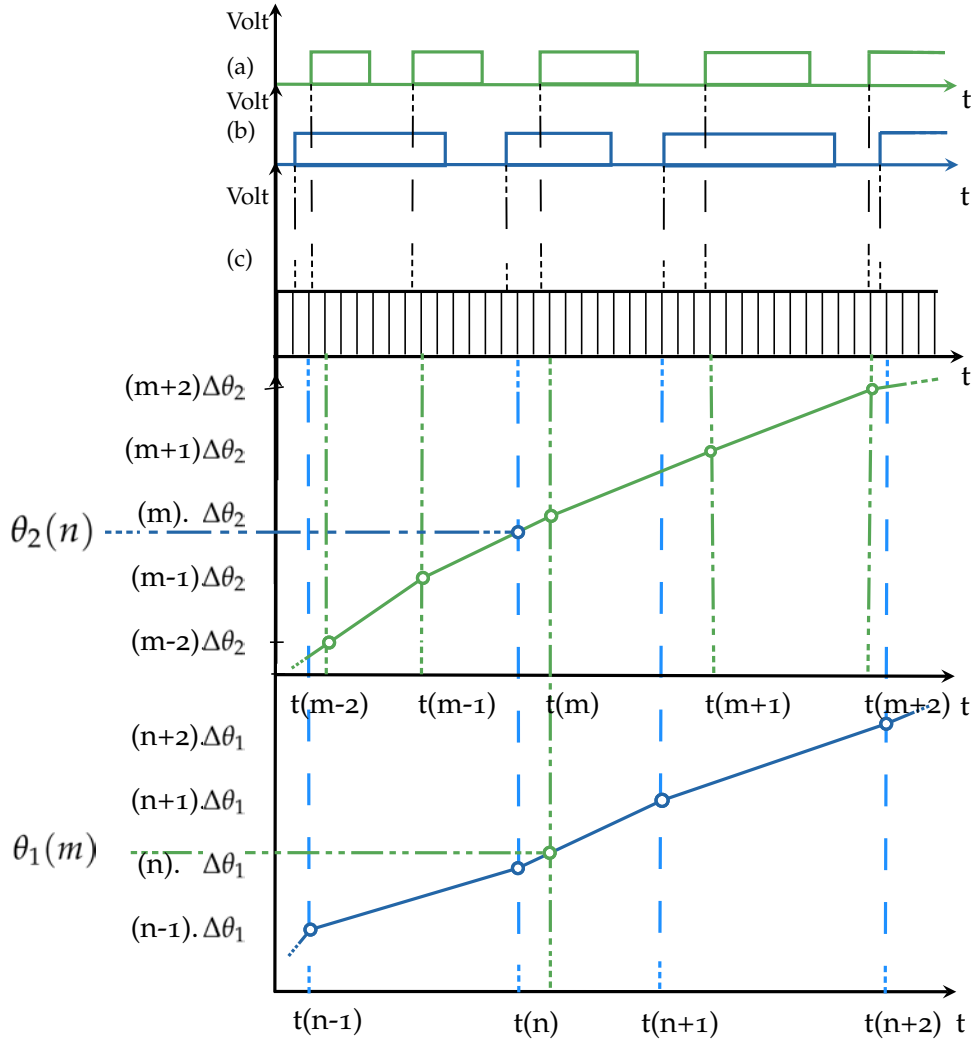 Volt
(a)
t
Volt
(b)
t
Volt
(c)
t
(m+2) Δθ₂
(m+1) Δθ₂
(m). Δθ₂
θ₂(n)
(m-1) Δθ₂
(m-2) Δθ₂
t(m-2) t(m-1) t(m) t(m+1) t(m+2) t
(n+2). Δθ₁
(n+1). Δθ₁
θ₁(m)
(n). Δθ₁
(n-1). Δθ₁
t(n-1) t(n) t(n+1) t(n+2) t